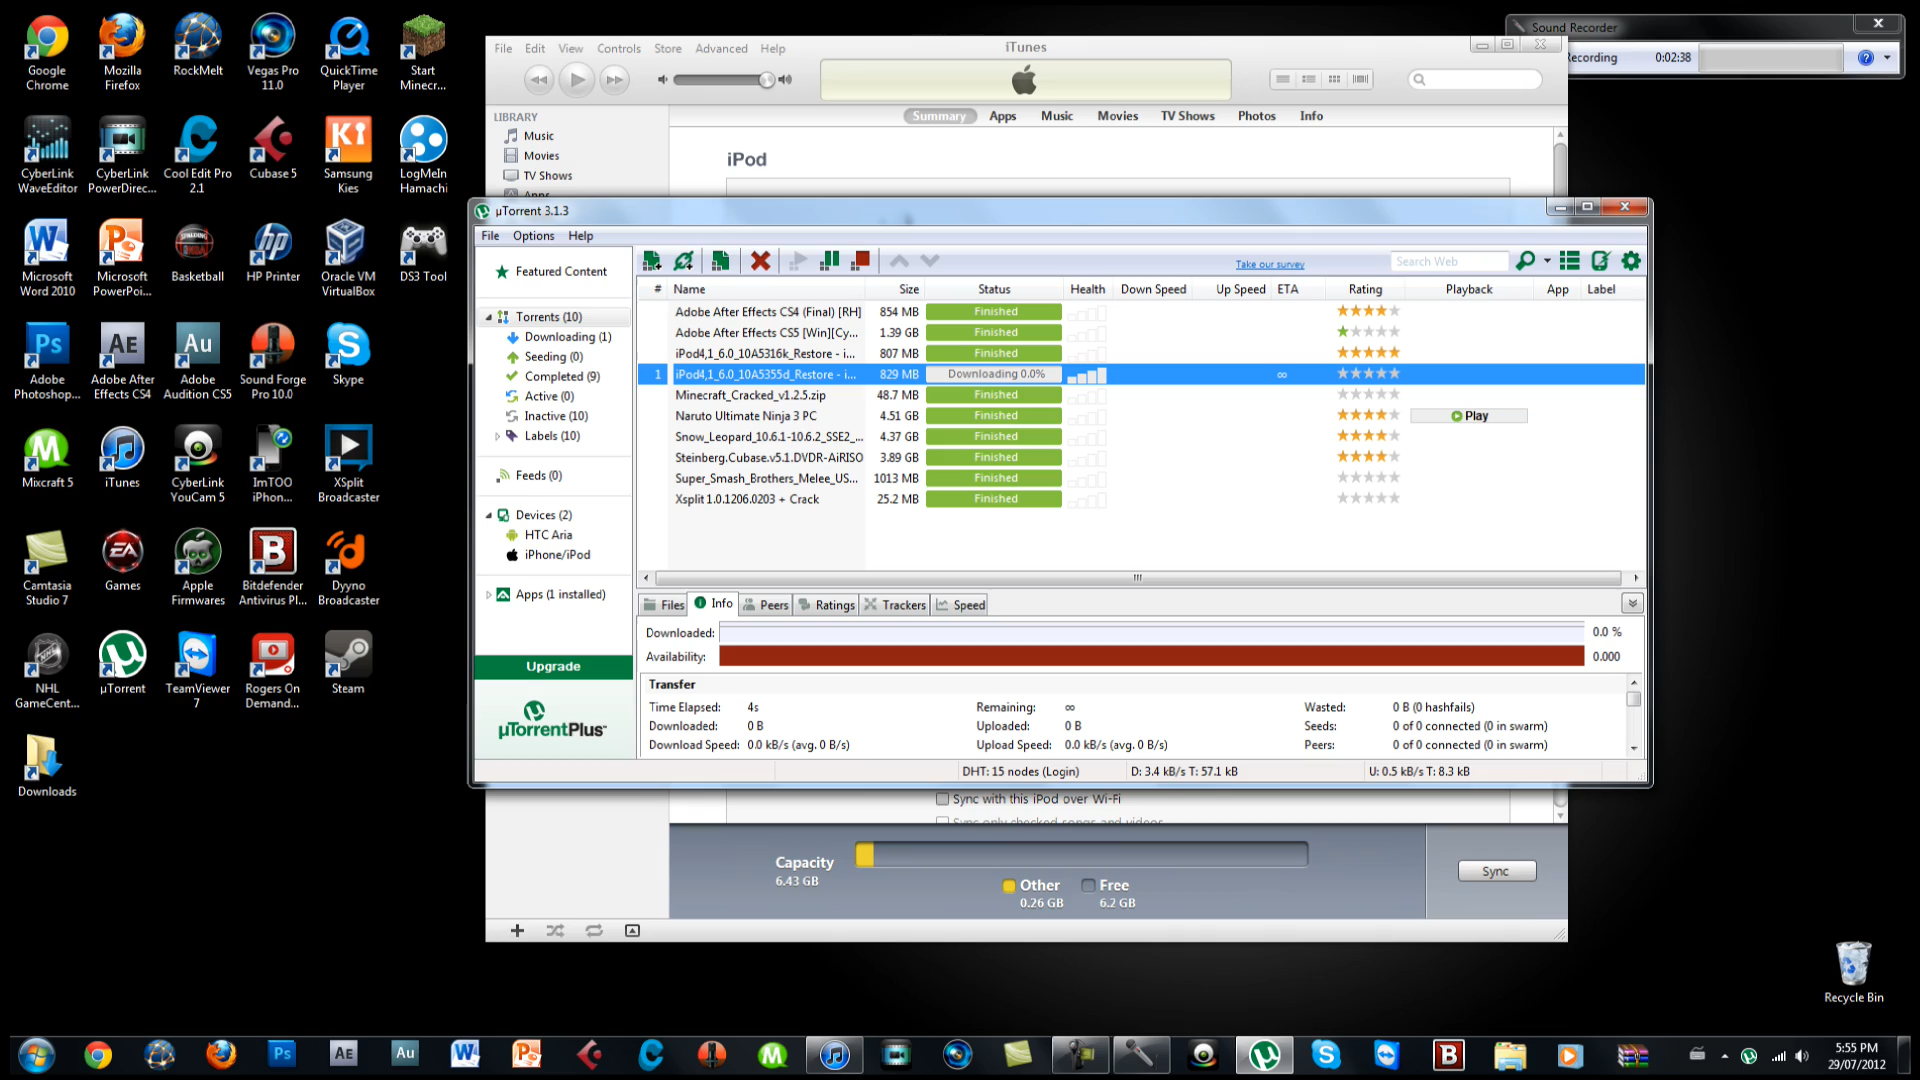 Google Chrome
Mozilla Firefox
RockMelt
Vegas Pro 11.0
QuickTime Player
Start Minecr...
CyberLink WaveEditor
CyberLink PowerDirec...
Cool Edit Pro 2.1
Cubase 5
Samsung Kies
LogMeIn Hamachi
Microsoft Word 2010
Microsoft PowerPoi...
Basketball
HP Printer
Oracle VM VirtualBox
DS3 Tool
Adobe Photoshop...
Adobe After Effects CS4
Adobe Audition CS5
Sound Forge Pro 10.0
Skype
Mixcraft 5
iTunes
CyberLink YouCam 5
ImTOO iPhon...
XSplit Broadcaster
Camtasia Studio 7
Games
Apple Firmwares
Bitdefender Antivirus Pl...
Dyyno Broadcaster
NHL GameCent...
µTorrent
TeamViewer 7
Rogers On Demand...
Steam
Downloads
Recycle Bin
Sound Recorder
Recording 0:02:38
File Edit View Controls Store Advanced Help
iTunes
LIBRARY
Music
Movies
TV Shows
Apps
Summary Apps Music Movies TV Shows Photos Info
iPod
µTorrent 3.1.3
File Options Help
Featured Content
Torrents (10)
Downloading (1)
Seeding (0)
Completed (9)
Active (0)
Inactive (10)
Labels (10)
Feeds (0)
Devices (2)
HTC Aria
iPhone/iPod
Apps (1 installed)
Upgrade
µTorrentPlus
Take our survey
Search Web
# Name Size Status Health Down Speed Up Speed ETA Rating Playback App Label
Adobe After Effects CS4 (Final) [RH] 854 MB Finished
Adobe After Effects CS5 [Win][Cy... 1.39 GB Finished
iPod4,1_6.0_10A5316k_Restore - i... 807 MB Finished
1 iPod4,1_6.0_10A5355d_Restore - i... 829 MB Downloading 0.0% ∞
Minecraft_Cracked_v1.2.5.zip 48.7 MB Finished
Naruto Ultimate Ninja 3 PC 4.51 GB Finished Play
Snow_Leopard_10.6.1-10.6.2_SSE2_... 4.37 GB Finished
Steinberg.Cubase.v5.1.DVDR-AiRISO 3.89 GB Finished
Super_Smash_Brothers_Melee_US... 1013 MB Finished
Xsplit 1.0.1206.0203 + Crack 25.2 MB Finished
Files Info Peers Ratings Trackers Speed
Downloaded: 0.0 %
Availability: 0.000
Transfer
Time Elapsed: 4s Remaining: ∞ Wasted: 0 B (0 hashfails)
Downloaded: 0 B Uploaded: 0 B Seeds: 0 of 0 connected (0 in swarm)
Download Speed: 0.0 kB/s (avg. 0 B/s) Upload Speed: 0.0 kB/s (avg. 0 B/s) Peers: 0 of 0 connected (0 in swarm)
DHT: 15 nodes (Login) D: 3.4 kB/s T: 57.1 kB U: 0.5 kB/s T: 8.3 kB
Sync with this iPod over Wi-Fi
Sync only checked songs and videos
Capacity
6.43 GB
Other
0.26 GB
Free
6.2 GB
Sync
5:55 PM
29/07/2012